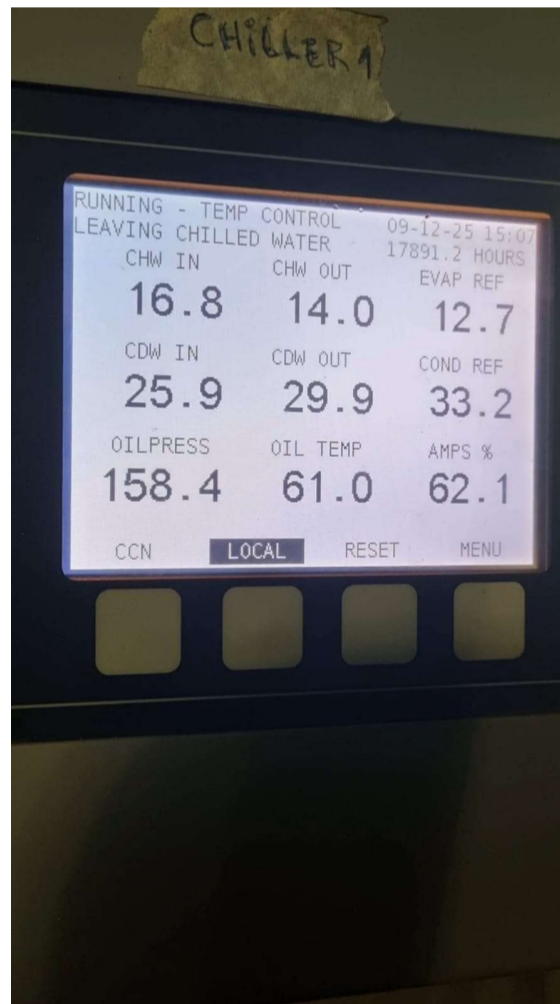 CHiLLER 1
RUNNING - TEMP CONTROL 09-12-25 15:07
LEAVING CHILLED WATER 17891.2 HOURS
CHW IN CHW OUT EVAP REF
16.8 14.0 12.7
CDW IN CDW OUT COND REF
25.9 29.9 33.2
OILPRESS OIL TEMP AMPS %
158.4 61.0 62.1
CCN LOCAL RESET MENU